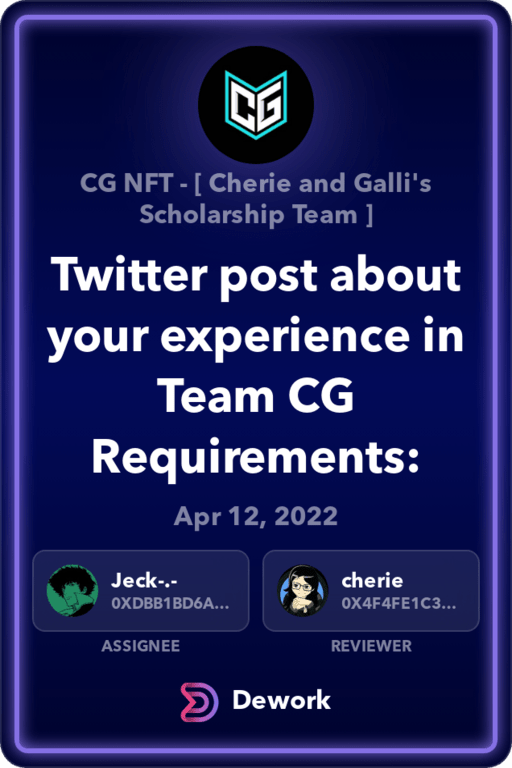 CG
CG NFT - [ Cherie and Galli's
Scholarship Team ]
Twitter post about
your experience in
Team CG
Requirements:
Apr 12, 2022
Jeck-.-
0XDBB1BD6A...
cherie
0X4F4FE1C3...
ASSIGNEE
REVIEWER
Dework